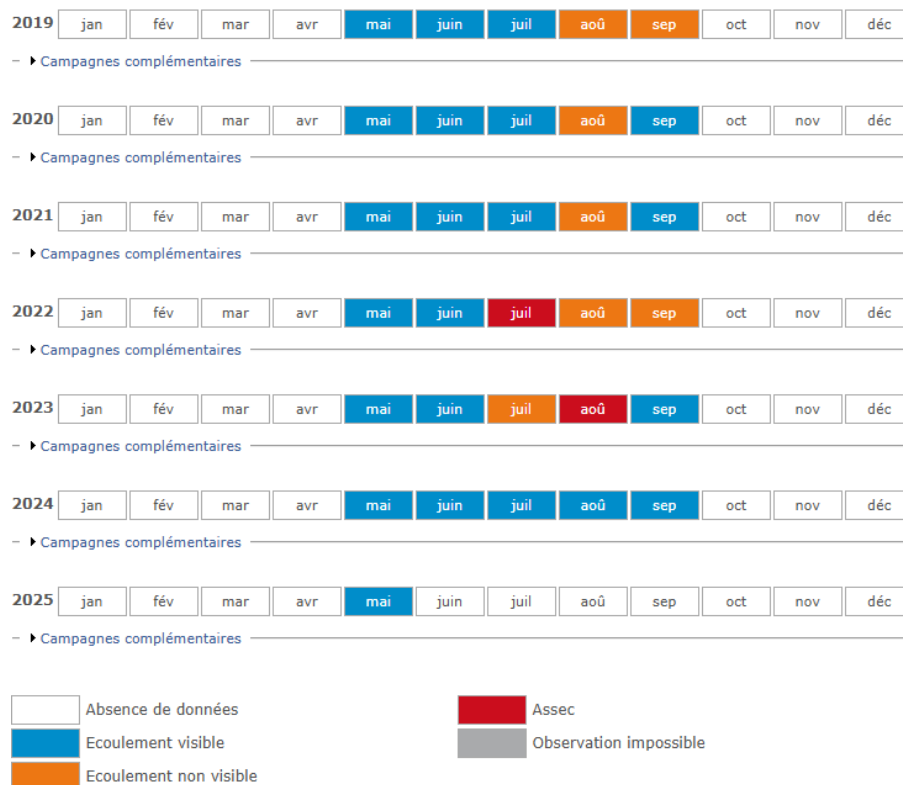 2019 jan fév mar avr mai juin juil aoû sep oct nov déc
Campagnes complémentaires
2020 jan fév mar avr mai juin juil aoû sep oct nov déc
Campagnes complémentaires
2021 jan fév mar avr mai juin juil aoû sep oct nov déc
Campagnes complémentaires
2022 jan fév mar avr mai juin juil aoû sep oct nov déc
Campagnes complémentaires
2023 jan fév mar avr mai juin juil aoû sep oct nov déc
Campagnes complémentaires
2024 jan fév mar avr mai juin juil aoû sep oct nov déc
Campagnes complémentaires
2025 jan fév mar avr mai juin juil aoû sep oct nov déc
Campagnes complémentaires
Absence de données Assec
Ecoulement visible Observation impossible
Ecoulement non visible